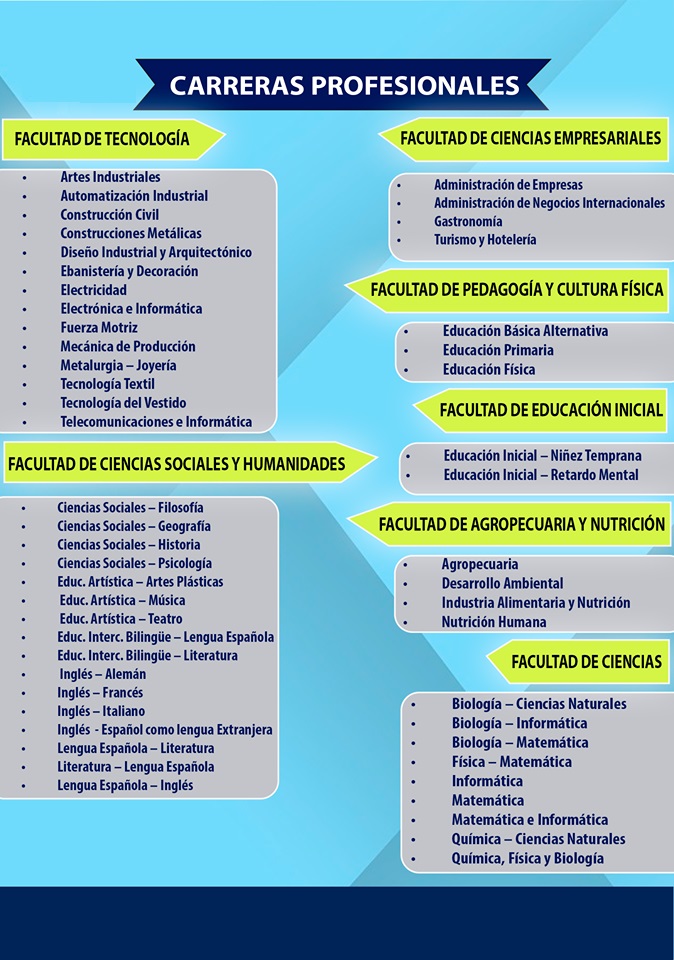 CARRERAS PROFESIONALES
FACULTAD DE TECNOLOGÍA
• Artes Industriales
• Automatización Industrial
• Construcción Civil
• Construcciones Metálicas
• Diseño Industrial y Arquitectónico
• Ebanistería y Decoración
• Electricidad
• Electrónica e Informática
• Fuerza Motriz
• Mecánica de Producción
• Metalurgia – Joyería
• Tecnología Textil
• Tecnología del Vestido
• Telecomunicaciones e Informática
FACULTAD DE CIENCIAS SOCIALES Y HUMANIDADES
• Ciencias Sociales – Filosofía
• Ciencias Sociales – Geografía
• Ciencias Sociales – Historia
• Ciencias Sociales – Psicología
• Educ. Artística – Artes Plásticas
• Educ. Artística – Música
• Educ. Artística – Teatro
• Educ. Interc. Bilingüe – Lengua Española
• Educ. Interc. Bilingüe – Literatura
• Inglés – Alemán
• Inglés – Francés
• Inglés – Italiano
• Inglés - Español como lengua Extranjera
• Lengua Española – Literatura
• Literatura – Lengua Española
• Lengua Española – Inglés
FACULTAD DE CIENCIAS EMPRESARIALES
• Administración de Empresas
• Administración de Negocios Internacionales
• Gastronomía
• Turismo y Hotelería
FACULTAD DE PEDAGOGÍA Y CULTURA FÍSICA
• Educación Básica Alternativa
• Educación Primaria
• Educación Física
FACULTAD DE EDUCACIÓN INICIAL
• Educación Inicial – Niñez Temprana
• Educación Inicial – Retardo Mental
FACULTAD DE AGROPECUARIA Y NUTRICIÓN
• Agropecuaria
• Desarrollo Ambiental
• Industria Alimentaria y Nutrición
• Nutrición Humana
FACULTAD DE CIENCIAS
• Biología – Ciencias Naturales
• Biología – Informática
• Biología – Matemática
• Física – Matemática
• Informática
• Matemática
• Matemática e Informática
• Química – Ciencias Naturales
• Química, Física y Biología